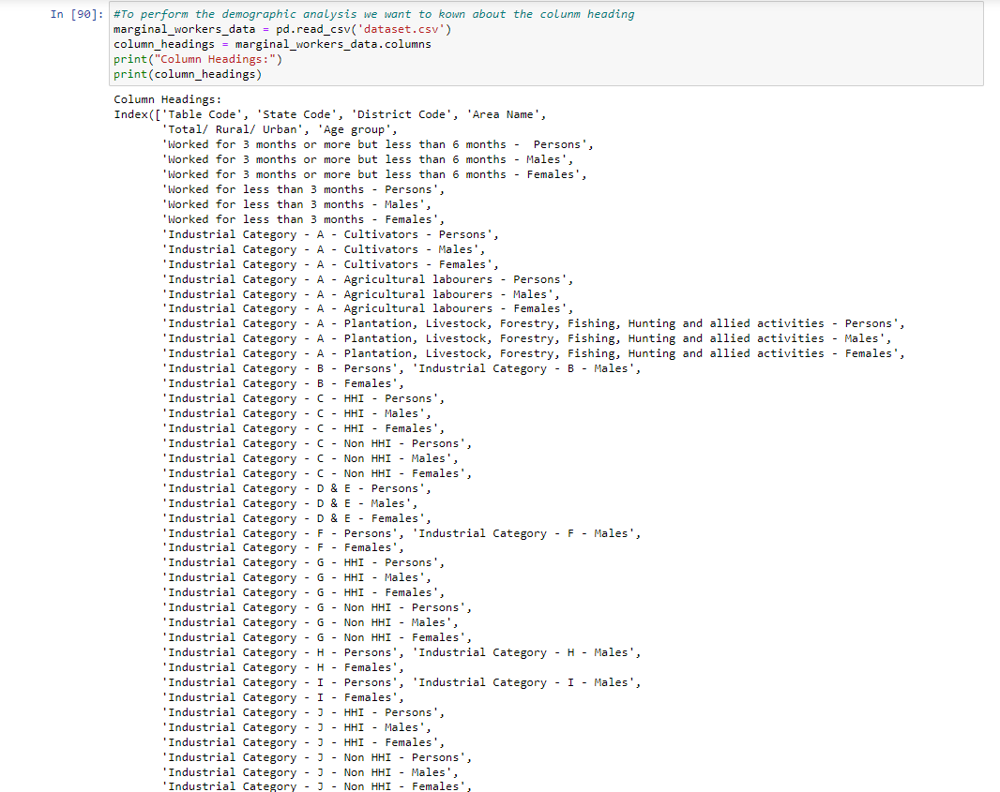 In [90]: #To perform the demographic analysis we want to kown about the colunm heading
marginal_workers_data = pd.read_csv('dataset.csv')
column_headings = marginal_workers_data.columns
print("Column Headings:")
print(column_headings)
Column Headings:
Index(['Table Code', 'State Code', 'District Code', 'Area Name',
'Total/ Rural/ Urban', 'Age group',
'Worked for 3 months or more but less than 6 months -  Persons',
'Worked for 3 months or more but less than 6 months - Males',
'Worked for 3 months or more but less than 6 months - Females',
'Worked for less than 3 months - Persons',
'Worked for less than 3 months - Males',
'Worked for less than 3 months - Females',
'Industrial Category - A - Cultivators - Persons',
'Industrial Category - A - Cultivators - Males',
'Industrial Category - A - Cultivators - Females',
'Industrial Category - A - Agricultural labourers - Persons',
'Industrial Category - A - Agricultural labourers - Males',
'Industrial Category - A - Agricultural labourers - Females',
'Industrial Category - A - Plantation, Livestock, Forestry, Fishing, Hunting and allied activities - Persons',
'Industrial Category - A - Plantation, Livestock, Forestry, Fishing, Hunting and allied activities - Males',
'Industrial Category - A - Plantation, Livestock, Forestry, Fishing, Hunting and allied activities - Females',
'Industrial Category - B - Persons', 'Industrial Category - B - Males',
'Industrial Category - B - Females',
'Industrial Category - C - HHI - Persons',
'Industrial Category - C - HHI - Males',
'Industrial Category - C - HHI - Females',
'Industrial Category - C - Non HHI - Persons',
'Industrial Category - C - Non HHI - Males',
'Industrial Category - C - Non HHI - Females',
'Industrial Category - D & E - Persons',
'Industrial Category - D & E - Males',
'Industrial Category - D & E - Females',
'Industrial Category - F - Persons', 'Industrial Category - F - Males',
'Industrial Category - F - Females',
'Industrial Category - G - HHI - Persons',
'Industrial Category - G - HHI - Males',
'Industrial Category - G - HHI - Females',
'Industrial Category - G - Non HHI - Persons',
'Industrial Category - G - Non HHI - Males',
'Industrial Category - G - Non HHI - Females',
'Industrial Category - H - Persons', 'Industrial Category - H - Males',
'Industrial Category - H - Females',
'Industrial Category - I - Persons', 'Industrial Category - I - Males',
'Industrial Category - I - Females',
'Industrial Category - J - HHI - Persons',
'Industrial Category - J - HHI - Males',
'Industrial Category - J - HHI - Females',
'Industrial Category - J - Non HHI - Persons',
'Industrial Category - J - Non HHI - Males',
'Industrial Category - J - Non HHI - Females',